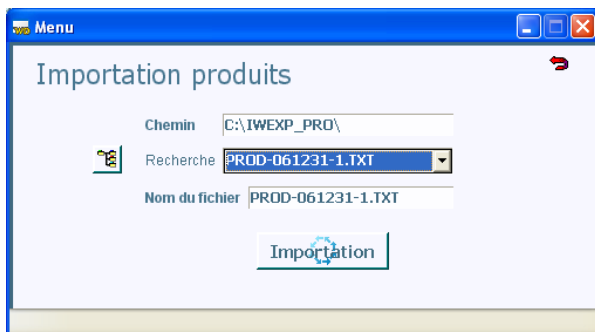 Menu
Importation produits
Chemin C:\IWEXP_PRO\
Recherche PROD-061231-1.TXT
Nom du fichier PROD-061231-1.TXT
Importation